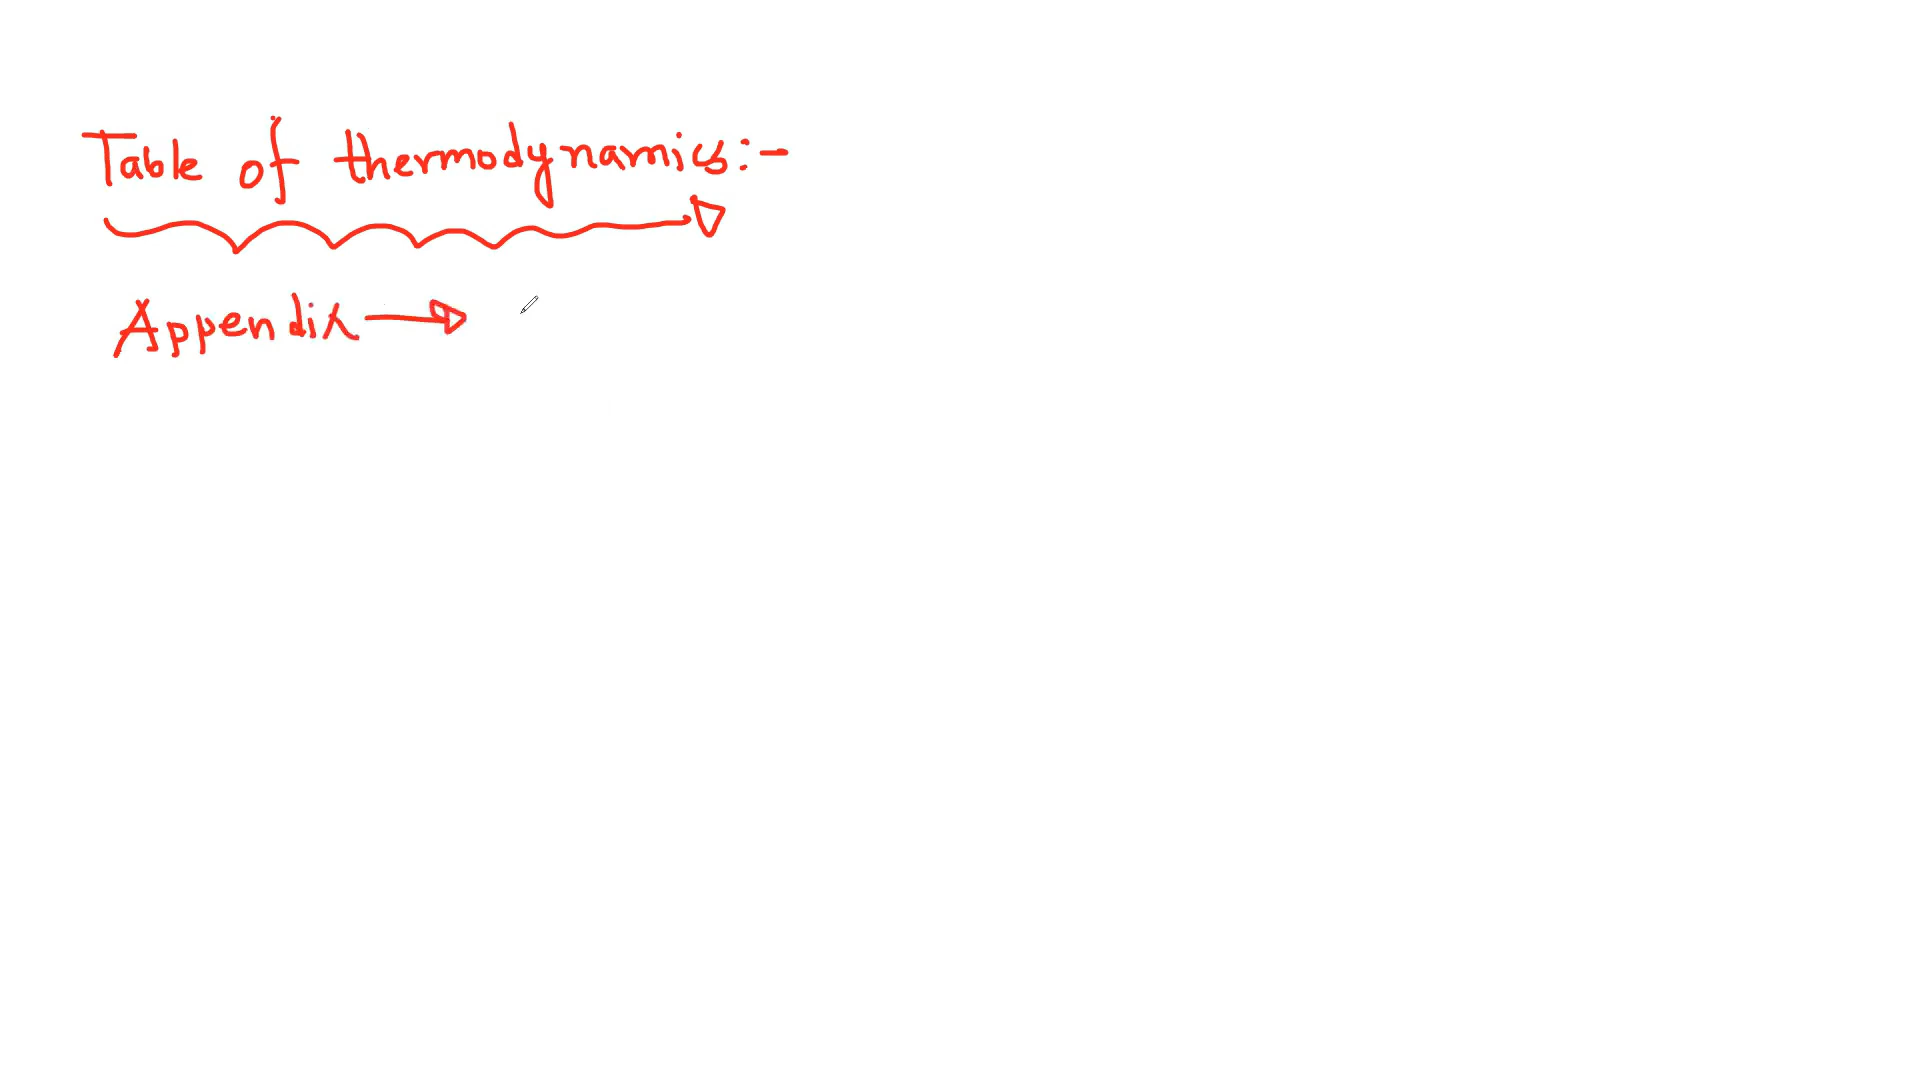 Table of thermodynamics:-
Appendix →